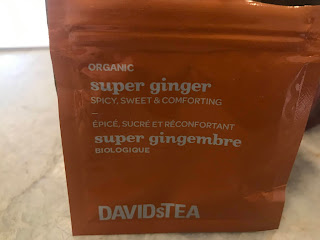 ORGANIC
super ginger
SPICY, SWEET & COMFORTING
—
ÉPICÉ, SUCRÉ ET RÉCONFORTANT
super gingembre
BIOLOGIQUE
DAVIDsTEA